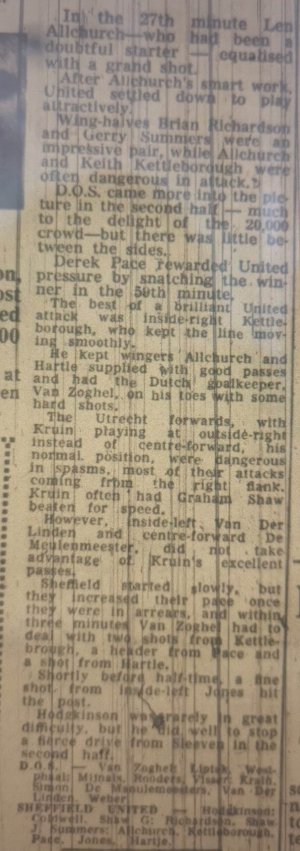 In the 27th minute Len
Allchurch—who had been a
doubtful starter — equalised
with a grand shot.
After Allchurch's smart work,
United settled down to play
attractively.
Wing-halves Brian Richardson
and Gerry Summers were an
impressive pair, while Allchurch
and Keith Kettleborough were
often dangerous in attack.
D.O.S. came more into the pic-
ture in the second half — much
to the delight of the 20,000
crowd—but there was little be-
tween the sides.
Derek Pace rewarded United
pressure by snatching the win-
ner in the 59th minute.
The best of a brilliant United
attack was inside-right Kettle-
borough, who kept the line mov-
ing smoothly.
He kept wingers Allchurch and
Hartle supplied with good passes
and had the Dutch goalkeeper,
Van Zoghel, on his toes with some
hard shots.
The Utrecht forwards, with
Kruin playing at outside-right
instead of centre-forward, his
normal position, were dangerous
in spasms, most of their attacks
coming from the right flank.
Kruin often had Graham Shaw
beaten for speed.
However, inside-left Van Der
Linden and centre-forward De
Meulenmeester, did not take
advantage of Kruin's excellent
passes.
Sheffield started slowly, but
they increased their pace once
they were in arrears, and within
three minutes Van Zoghel had to
deal with two shots from Kettle-
brough, a header from Pace and
a shot from Hartle.
Shortly before half-time, a fine
shot from inside-left Jones hit
the post.
Hodgkinson was rarely in great
difficulty, but he did well to stop
a fierce drive from Sleeven in the
second half.
D.O.S. — Van Zoghel; West-
phaal; Visser; Kruin,
Simon, De Van Der
Linden, Weber.
SHEFFIELD UNITED — Hodgkinson;
Coldwell, Shaw G; Richardson, Shaw
J, Summers; Allchurch, Kettleborough,
Pace, Jones, Hartle.
on,
ost
ed
00
at
en